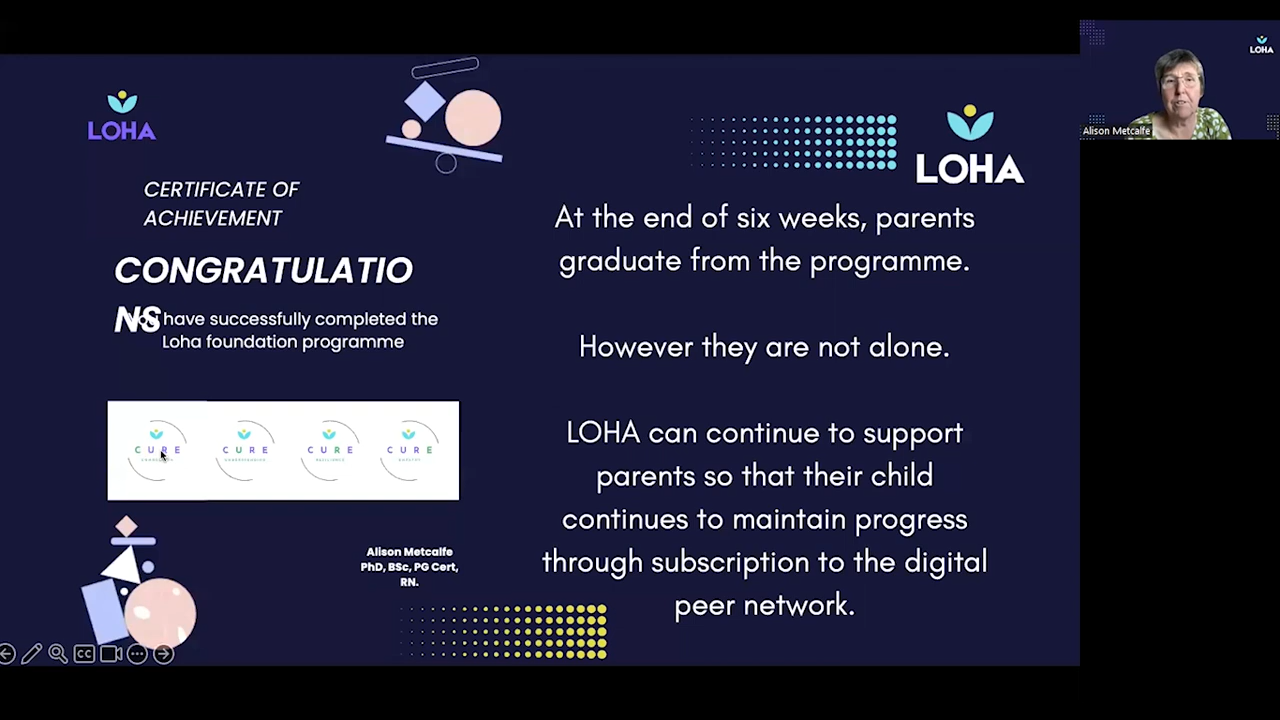 LOHA
CERTIFICATE OF
ACHIEVEMENT
CONGRATULATIO
NS
have successfully completed the
Loha foundation programme
CURE
CURE
CURE
RESILIENCE
CURE
Alison Metcalfe
PhD, BSc, PG Cert,
RN.
LOHA
At the end of six weeks, parents
graduate from the programme.
However they are not alone.
LOHA can continue to support
parents so that their child
continues to maintain progress
through subscription to the digital
peer network.
CC
LOHA
Alison Metcalfe